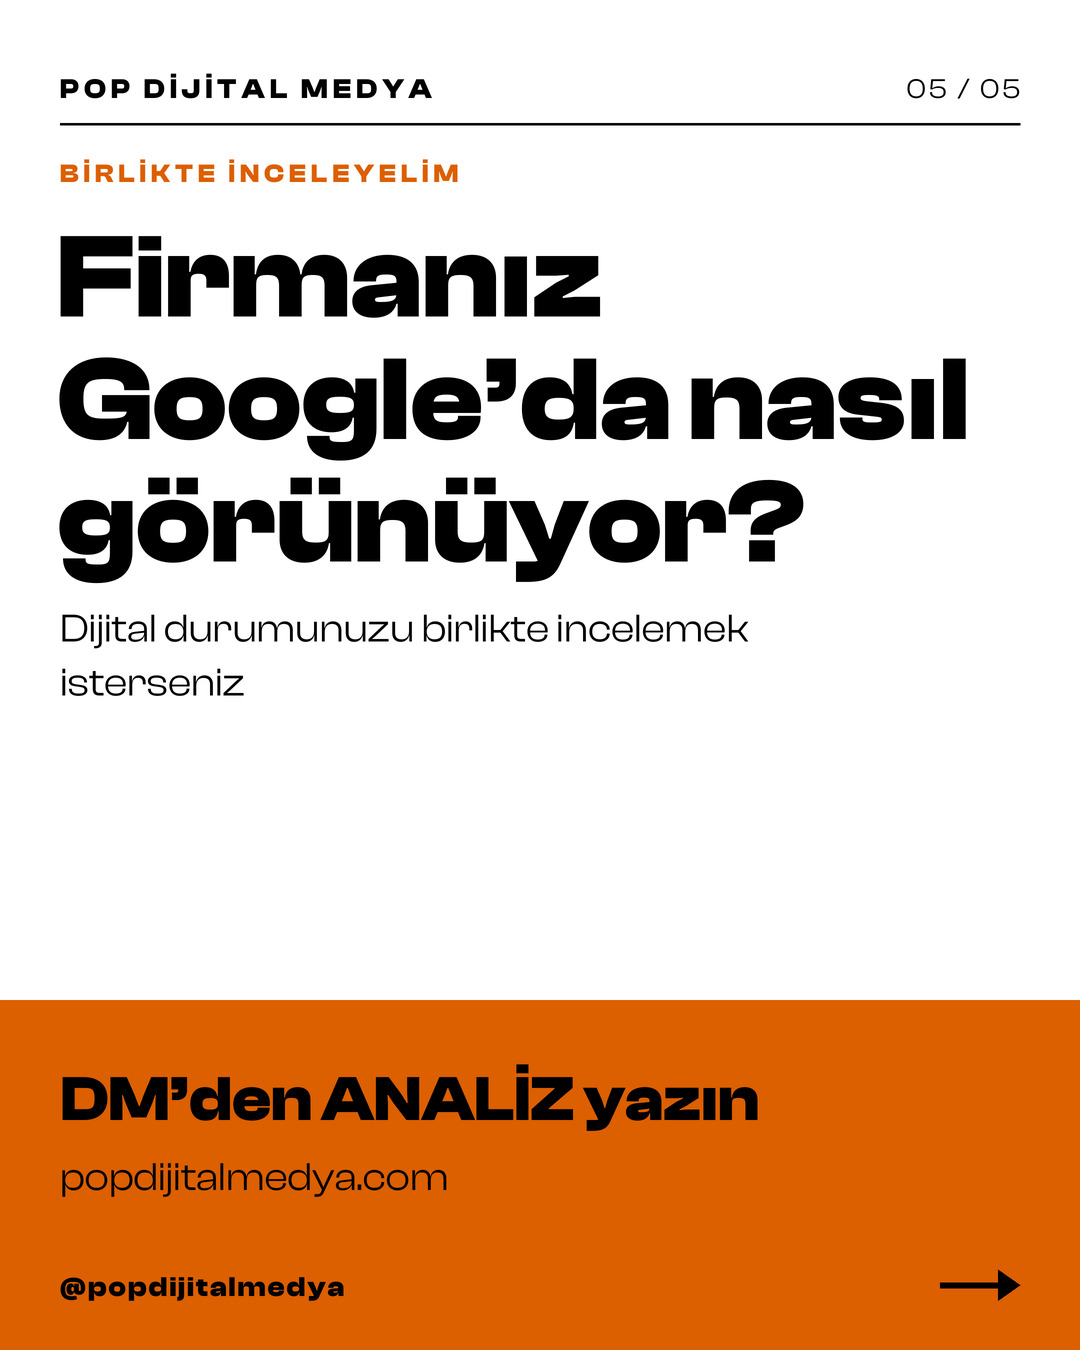 POP DİJİTAL MEDYA
05 / 05
BİRLİKTE İNCELEYELİM
Firmanız
Google’da nasıl
görünüyor?
Dijital durumunuzu birlikte incelemek
isterseniz
DM’den ANALİZ yazın
popdijitalmedya.com
@popdijitalmedya